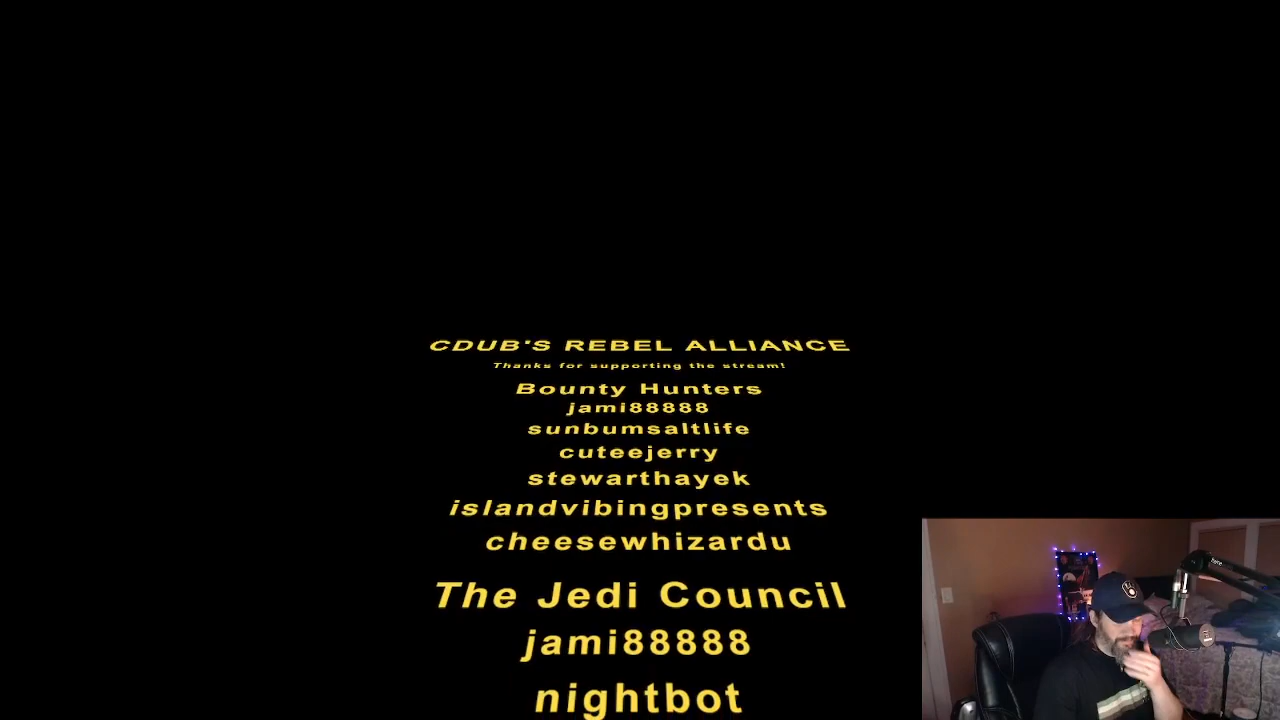 CDUB'S REBEL ALLIANCE
Thanks for supporting the stream!
Bounty Hunters
jami88888
sunbumsaltlife
cuteejerry
stewarthayek
islandvibingpresents
cheesewhizardu
The Jedi Council
jami88888
nightbot